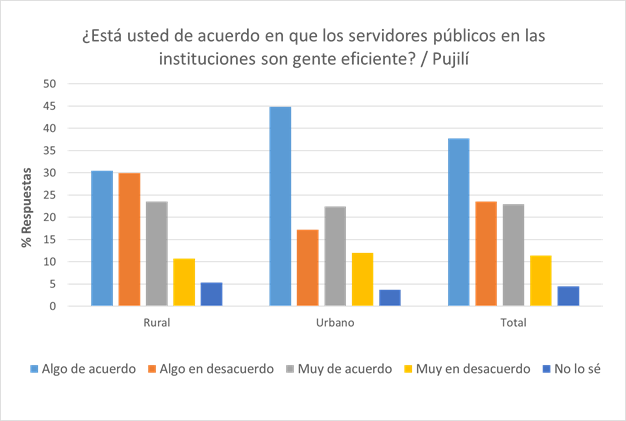 ¿Está usted de acuerdo en que los servidores públicos en las
instituciones son gente eficiente? / Pujilí
% Respuestas
50
45
40
35
30
25
20
15
10
5
0
Rural Urbano Total
Algo de acuerdo Algo en desacuerdo Muy de acuerdo Muy en desacuerdo No lo sé